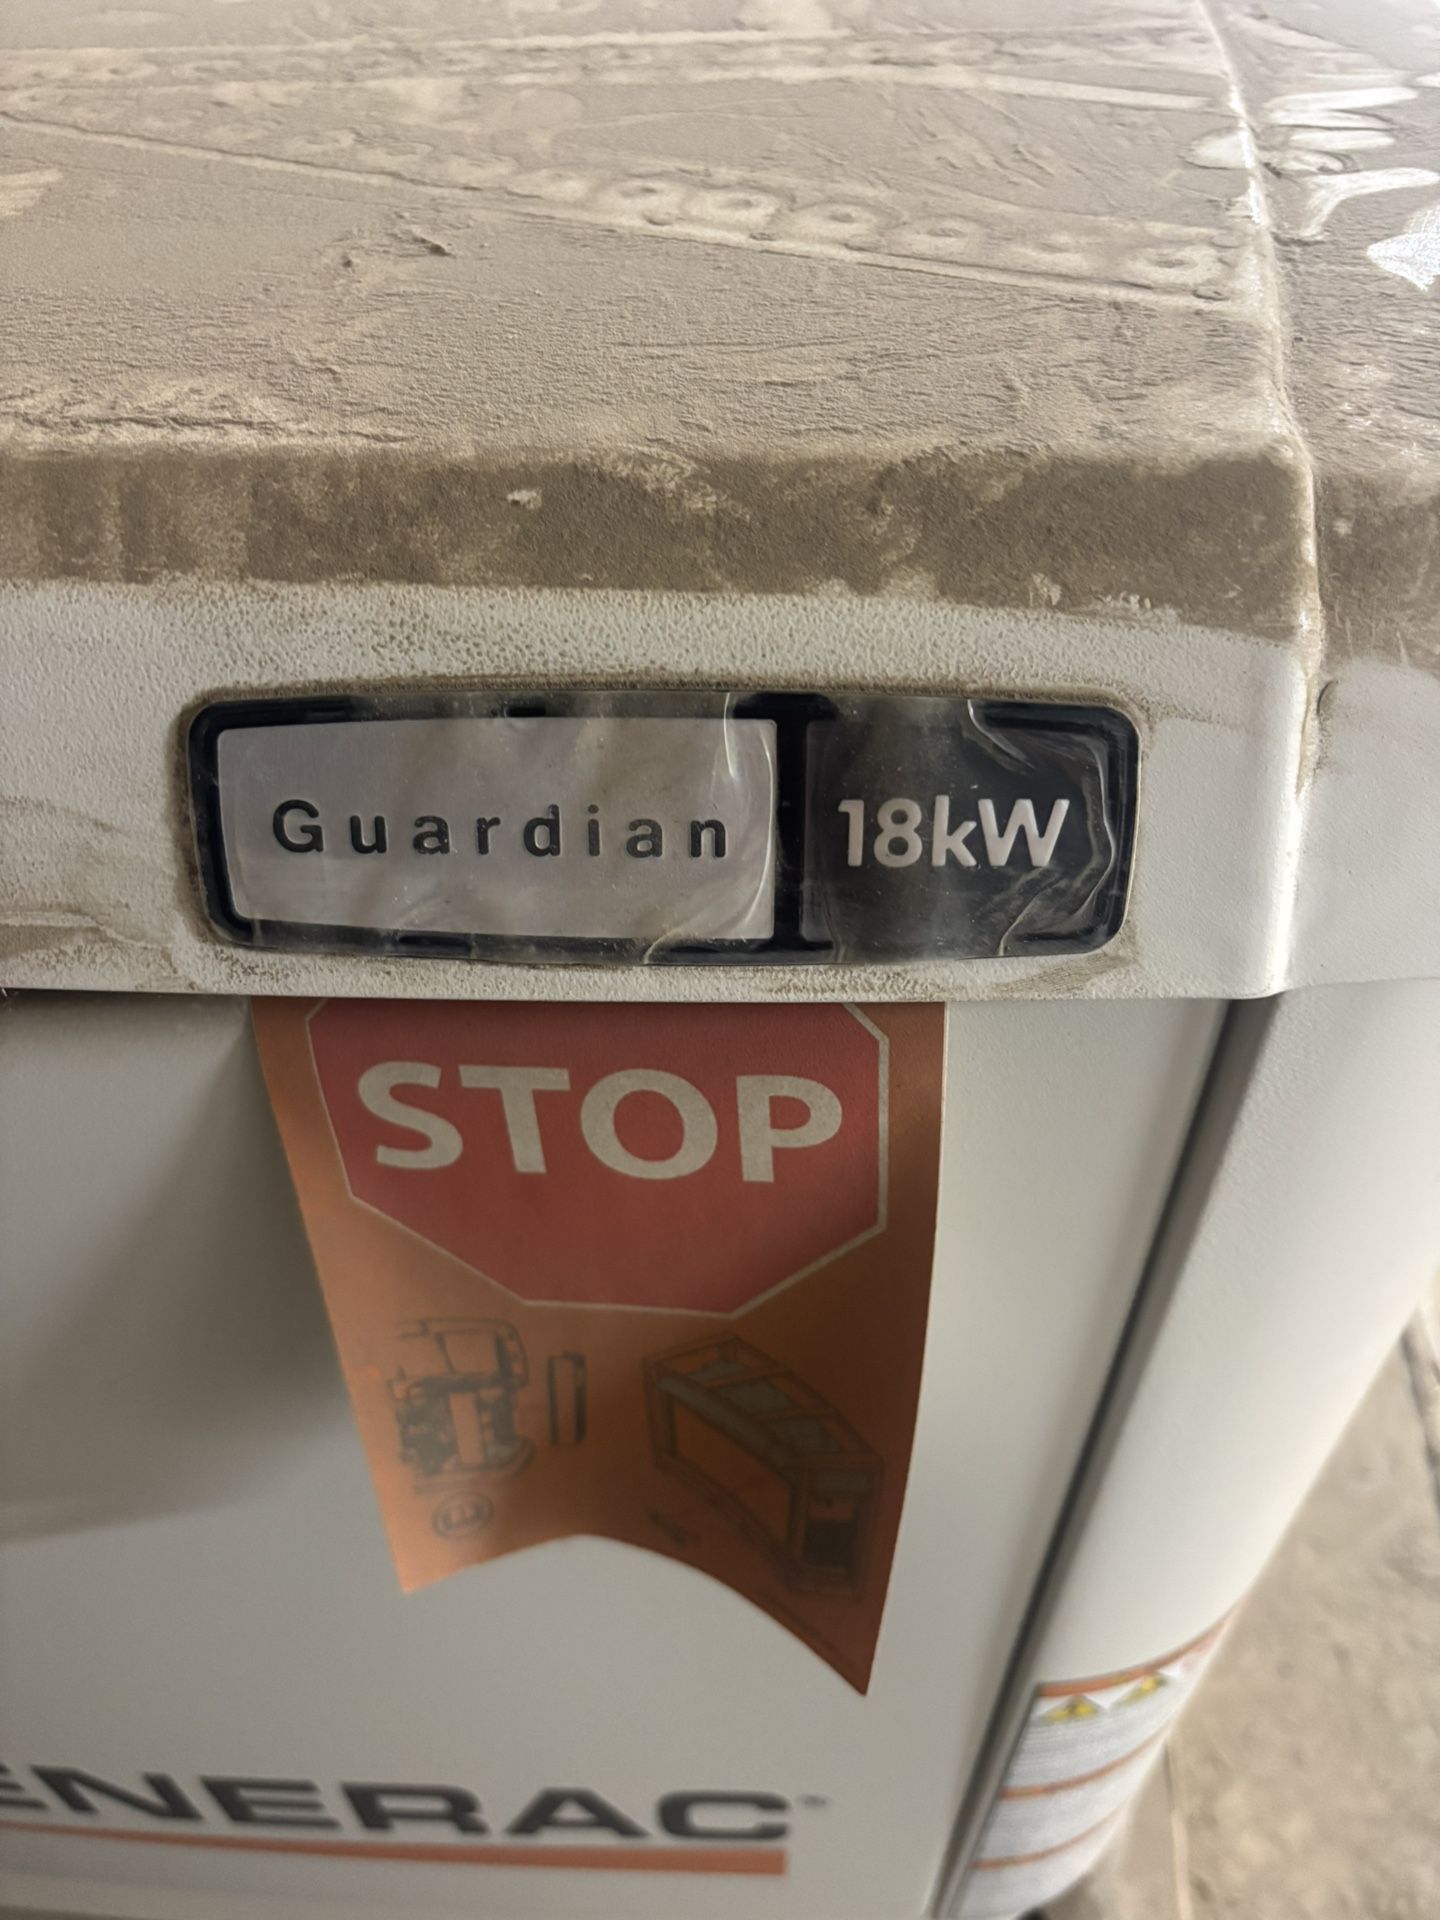 Guardian 18kW
STOP
ENERAC